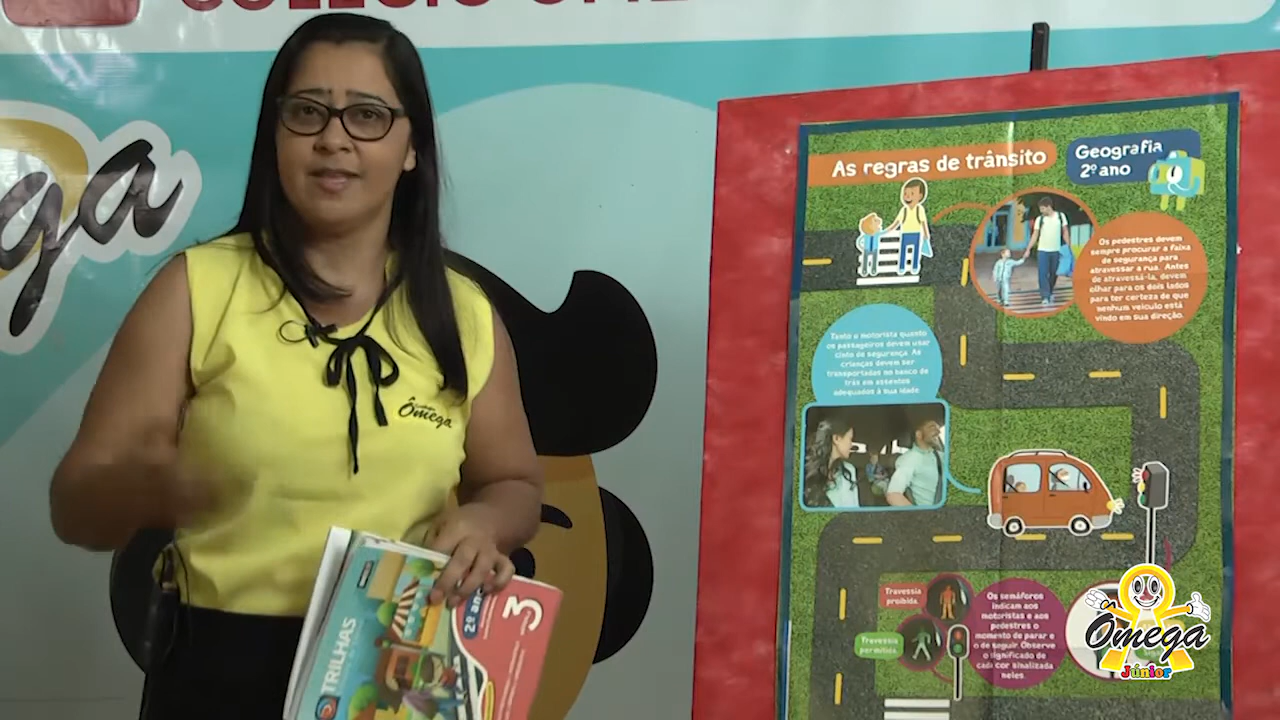 COLÉGIO
ga
As regras de trânsito
Geografia
2º ano
Os pedestres devem
sempre procurar a faixa
de segurança para
atravessar a rua. Antes
de atravessá-la, devem
olhar para os dois lados
para ter certeza de que
nenhum veículo está
vindo em sua direção.
Tanto o motorista quanto
os passageiros devem usar
cinto de segurança. As
crianças devem ser
transportadas no banco de
trás em assentos
adequados à sua idade.
Ômega
Travessia
proibida
Travessia
permitida
Os semáforos
indicam aos
motoristas e aos
pedestres o
momento de parar e
o de seguir. Observe
o significado de
cada cor sinalizada
neles.
TRILHAS
2º ano
3
Ômega
Júnior